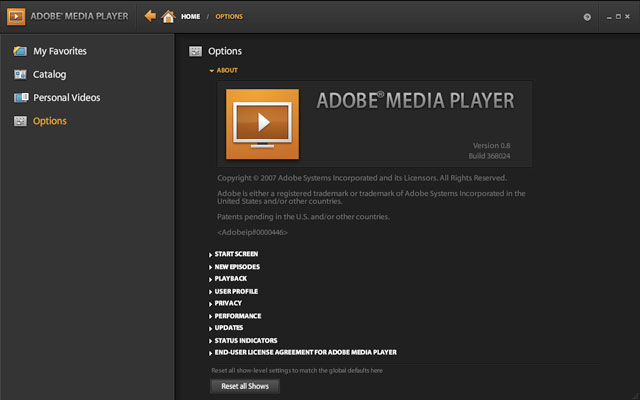 ADOBE® MEDIA PLAYER
HOME / OPTIONS
My Favorites
Catalog
Personal Videos
Options
Options
ABOUT
ADOBE® MEDIA PLAYER
Version 0.8
Build 368024
Copyright © 2007 Adobe Systems Incorporated and its Licensors. All Rights Reserved.
Adobe is either a registered trademark or trademark of Adobe Systems Incorporated in the
United States and/or other countries.
Patents pending in the U.S. and/or other countries.
<Adobeip#0000446>
START SCREEN
NEW EPISODES
PLAYBACK
USER PROFILE
PRIVACY
PERFORMANCE
UPDATES
STATUS INDICATORS
END-USER LICENSE AGREEMENT FOR ADOBE MEDIA PLAYER
Reset all show-level settings to match the global defaults here
Reset all Shows